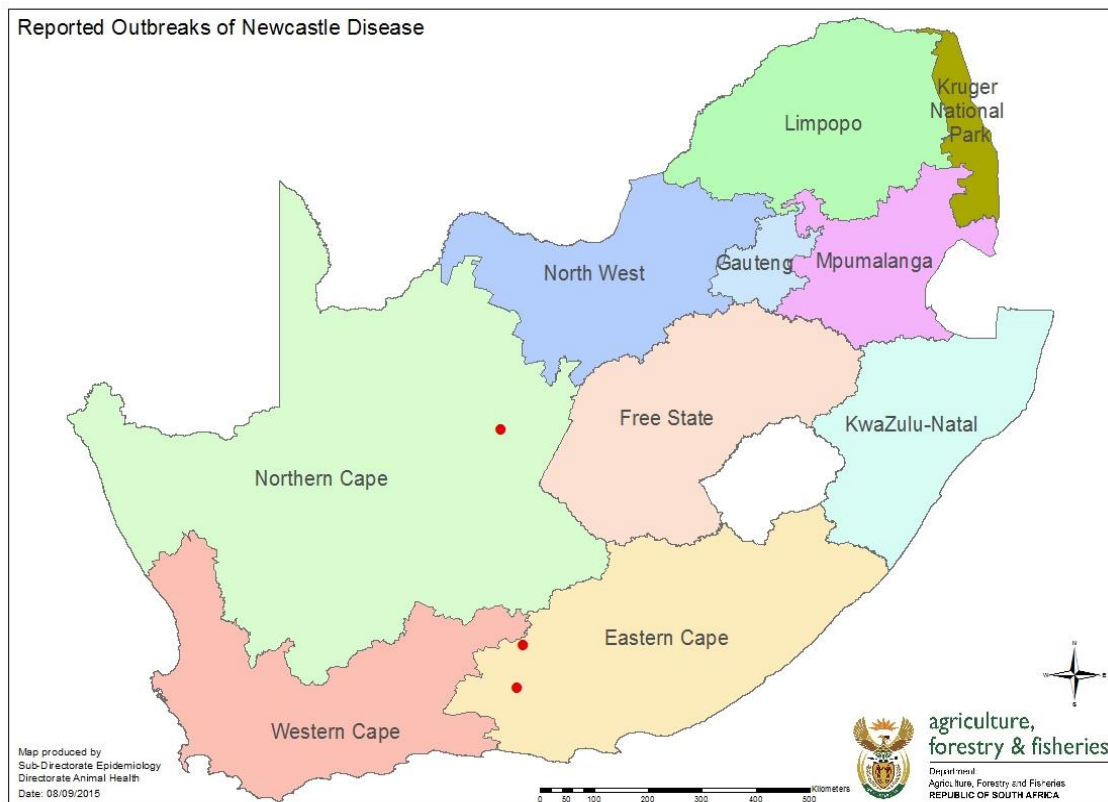 Reported Outbreaks of Newcastle Disease
Kruger
National
Park
Limpopo
North West
Gauteng
Mpumalanga
Free State
KwaZulu-Natal
Northern Cape
Eastern Cape
Western Cape
N
W
E
S
Map produced by
Sub-Directorate Epidemiology
Directorate Animal Health
Date: 08/09/2015
Kilometers
0 50 100 200 300 400 500
agriculture,
forestry & fisheries
Department:
Agriculture, Forestry and Fisheries
REPUBLIC OF SOUTH AFRICA